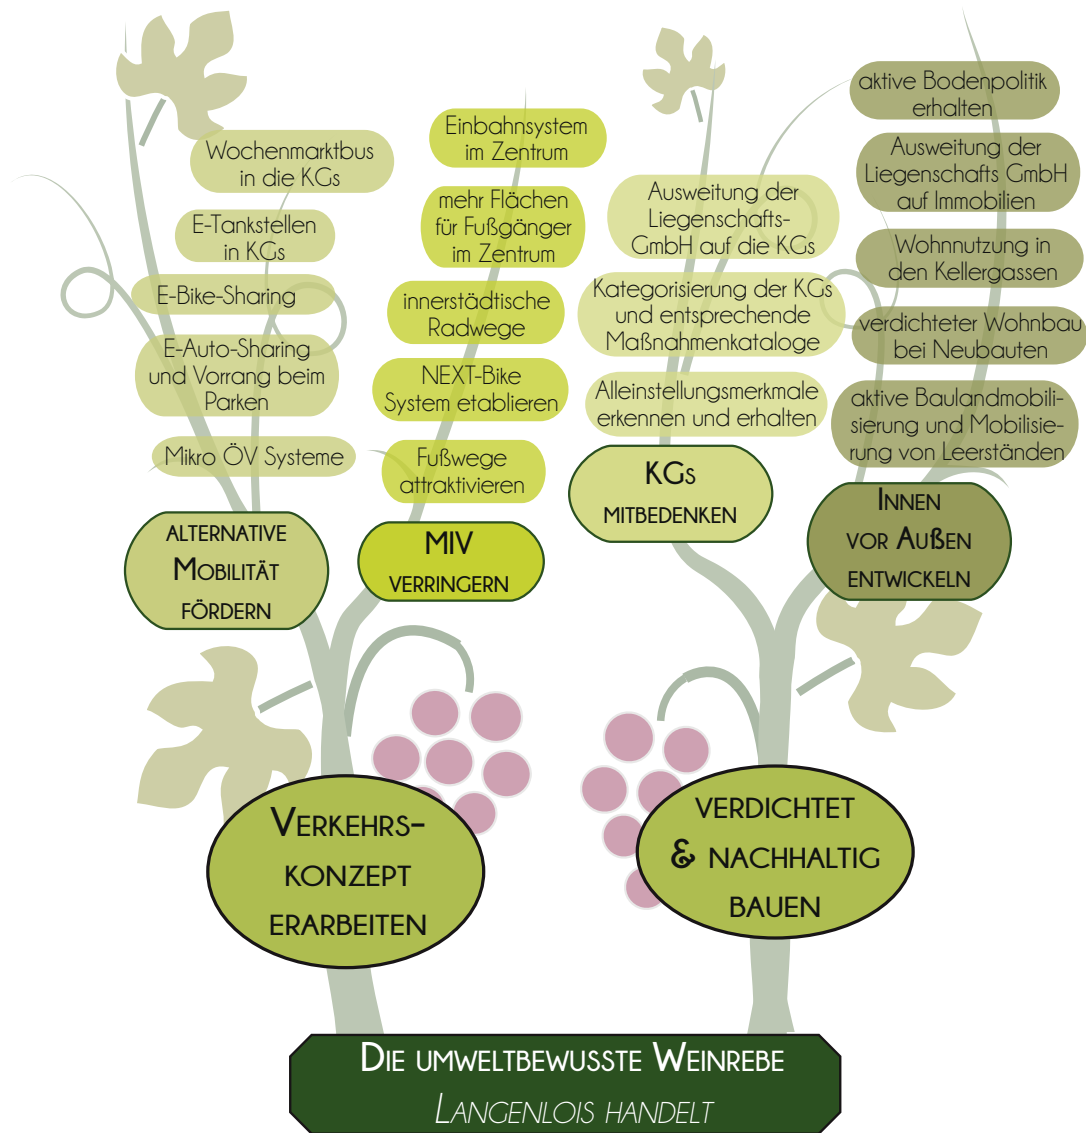 Wochenmarktbus
in die KGs
E-Tankstellen
in KGs
E-Bike-Sharing
E-Auto-Sharing
und Vorrang beim
Parken
Mikro ÖV Systeme
alternative
Mobilität
fördern
Einbahnsystem
im Zentrum
mehr Flächen
für Fußgänger
im Zentrum
innerstädtische
Radwege
NEXT-Bike
System etablieren
Fußwege
attraktivieren
MIV
verringern
Ausweitung der
Liegenschafts-
GmbH auf die KGs
Kategorisierung der KGs
und entsprechende
Maßnahmenkataloge
Alleinstellungsmerkmale
erkennen und erhalten
KGs
mitbedenken
aktive Bodenpolitik
erhalten
Ausweitung der
Liegenschafts GmbH
auf Immobilien
Wohnnutzung in
den Kellergassen
verdichteter Wohnbau
bei Neubauten
aktive Baulandmobili-
sierung und Mobilisie-
rung von Leerständen
Innen
vor Außen
entwickeln
Verkehrs-
konzept
erarbeiten
verdichtet
& nachhaltig
bauen
Die umweltbewusste Weinrebe
Langenlois handelt